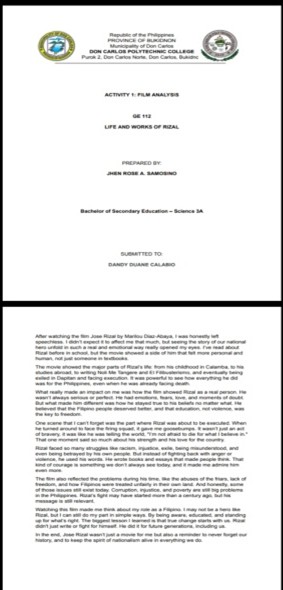 Republic of the Philippines
PROVINCE OF BUKIDNON
Municipality of Don Carlos
DON CARLOS POLYTECHNIC COLLEGE
Purok 2, Don Carlos Norte, Don Carlos, Bukidnon
ACTIVITY 1: FILM ANALYSIS
GE 112
LIFE AND WORKS OF RIZAL
PREPARED BY:
JHEN ROSE A. SAMOSINO
Bachelor of Secondary Education – Science 3A
SUBMITTED TO:
DANDY DUANE CALABIO
After watching the film Jose Rizal by Marilou Diaz-Abaya, I was honestly left
speechless. I didn't expect it to affect me that much, but seeing the story of our national
hero unfold in such a real and emotional way really opened my eyes. I've read about
Rizal before in school, but the movie showed a side of him that felt more personal and
human, not just someone in textbooks.
The movie showed the major parts of Rizal's life: from his childhood in Calamba, to his
studies abroad, to writing Noli Me Tangere and El Filibusterismo, and eventually being
exiled in Dapitan and facing execution. It was powerful to see how everything he did
was for the Philippines, even when he was already facing death.
What really made an impact on me was how the film showed Rizal as a real person. He
wasn't always serious or perfect. He had emotions, fears, love, and moments of doubt.
But what made him different was how he stayed true to his beliefs no matter what. He
believed that the Filipino people deserved better, and that education, not violence, was
the key to freedom.
One scene that I can't forget was the part where Rizal was about to be executed. When
he turned around to face the firing squad, it gave me goosebumps. It wasn't just an act
of bravery, it was like he was telling the world, "I'm not afraid to die for what I believe in."
That one moment said so much about his strength and his love for the country.
Rizal faced so many struggles like racism, injustice, exile, being misunderstood, and
even being betrayed by his own people. But instead of fighting back with anger or
violence, he used his words. He wrote books and essays that made people think. That
kind of courage is something we don't always see today, and it made me admire him
even more.
The film also reflected the problems during his time, like the abuses of the friars, lack of
freedom, and how Filipinos were treated unfairly in their own land. And honestly, some
of those issues still exist today. Corruption, injustice, and poverty are still big problems
in the Philippines. Rizal's fight may have started more than a century ago, but his
message is still relevant.
Watching this film made me think about my role as a Filipino. I may not be a hero like
Rizal, but I can still do my part in simple ways. By being aware, educated, and standing
up for what's right. The biggest lesson I learned is that true change starts with us. Rizal
didn't just write or fight for himself. He did it for future generations, including us.
In the end, Jose Rizal wasn't just a movie for me but also a reminder to never forget our
history, and to keep the spirit of nationalism alive in everything we do.